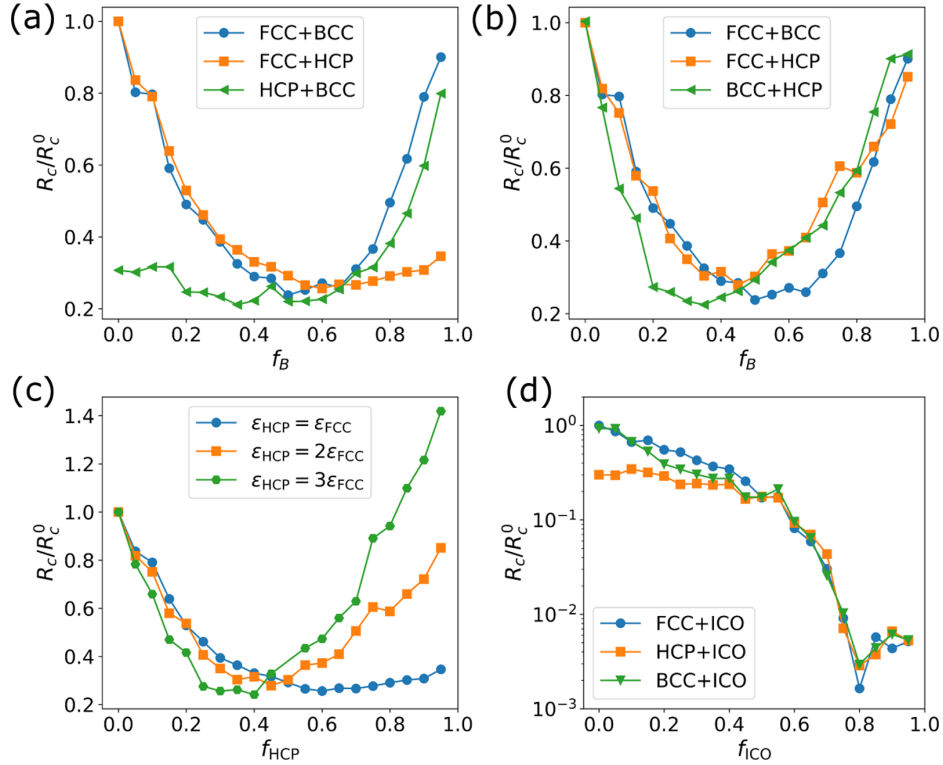 (a)
FCC+BCC
FCC+HCP
HCP+BCC
1.0
0.8
0.6
0.4
0.2
R_c/R_c^0
0.0 0.2 0.4 0.6 0.8 1.0
f_B
(b)
FCC+BCC
FCC+HCP
BCC+HCP
1.0
0.8
0.6
0.4
0.2
R_c/R_c^0
0.0 0.2 0.4 0.6 0.8 1.0
f_B
(c)
ε_HCP = ε_FCC
ε_HCP = 2ε_FCC
ε_HCP = 3ε_FCC
1.4
1.2
1.0
0.8
0.6
0.4
0.2
R_c/R_c^0
0.0 0.2 0.4 0.6 0.8 1.0
f_HCP
(d)
10^0
10^−1
10^−2
10^−3
R_c/R_c^0
FCC+ICO
HCP+ICO
BCC+ICO
0.0 0.2 0.4 0.6 0.8 1.0
f_ICO